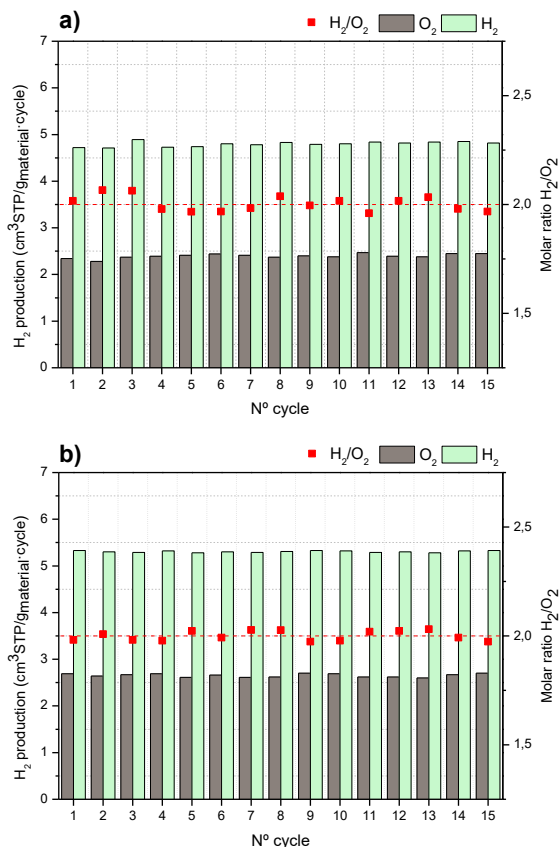 a)
H₂/O₂ O₂ H₂
7
6
5
4
3
2
1
0
H₂ production (cm³STP/gmaterial·cycle)
2,5
2,0
1,5
Molar ratio H₂/O₂
1 2 3 4 5 6 7 8 9 10 11 12 13 14 15
Nº cycle
b)
H₂/O₂ O₂ H₂
7
6
5
4
3
2
1
0
H₂ production (cm³STP/gmaterial·cycle)
2,5
2,0
1,5
Molar ratio H₂/O₂
1 2 3 4 5 6 7 8 9 10 11 12 13 14 15
Nº cycle